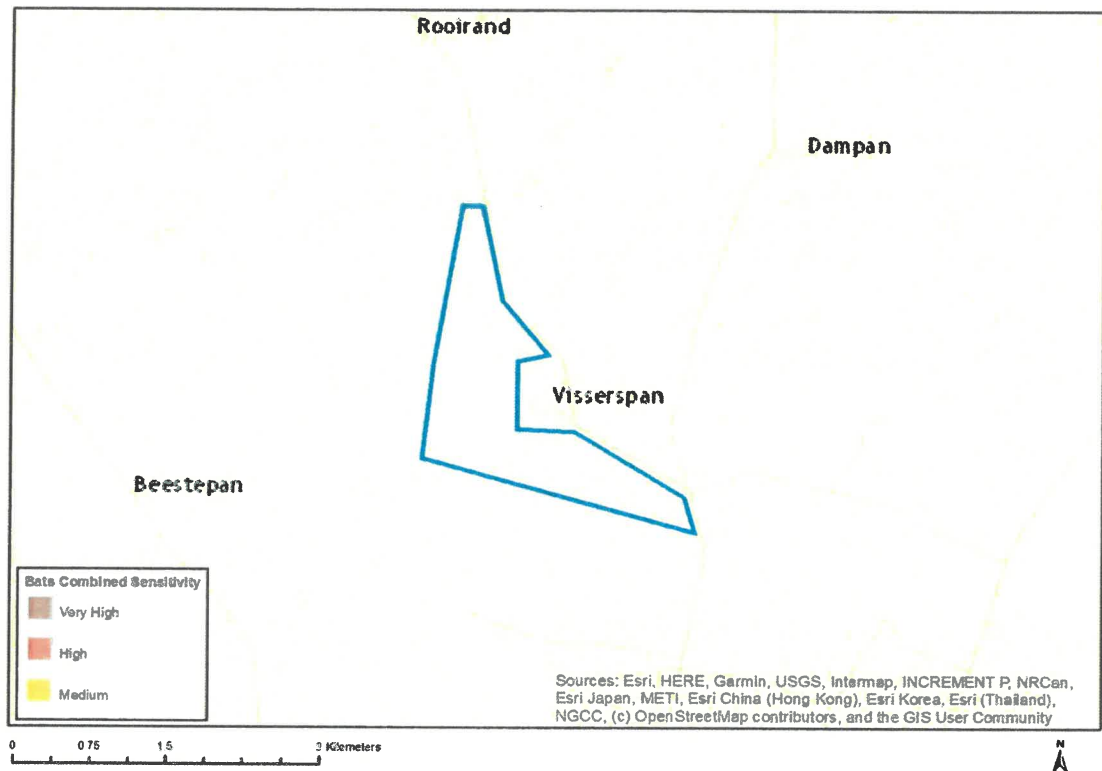 Rooirand
Dampan
Visserspan
Beestepan
Bats Combined Sensitivity
Very High
High
Medium
Sources: Esri, HERE, Garmin, USGS, Intermap, INCREMENT P, NRCan,
Esri Japan, METI, Esri China (Hong Kong), Esri Korea, Esri (Thailand),
NGCC, (c) OpenStreetMap contributors, and the GIS User Community
0 0.75 1.5 3 Kilometers
N